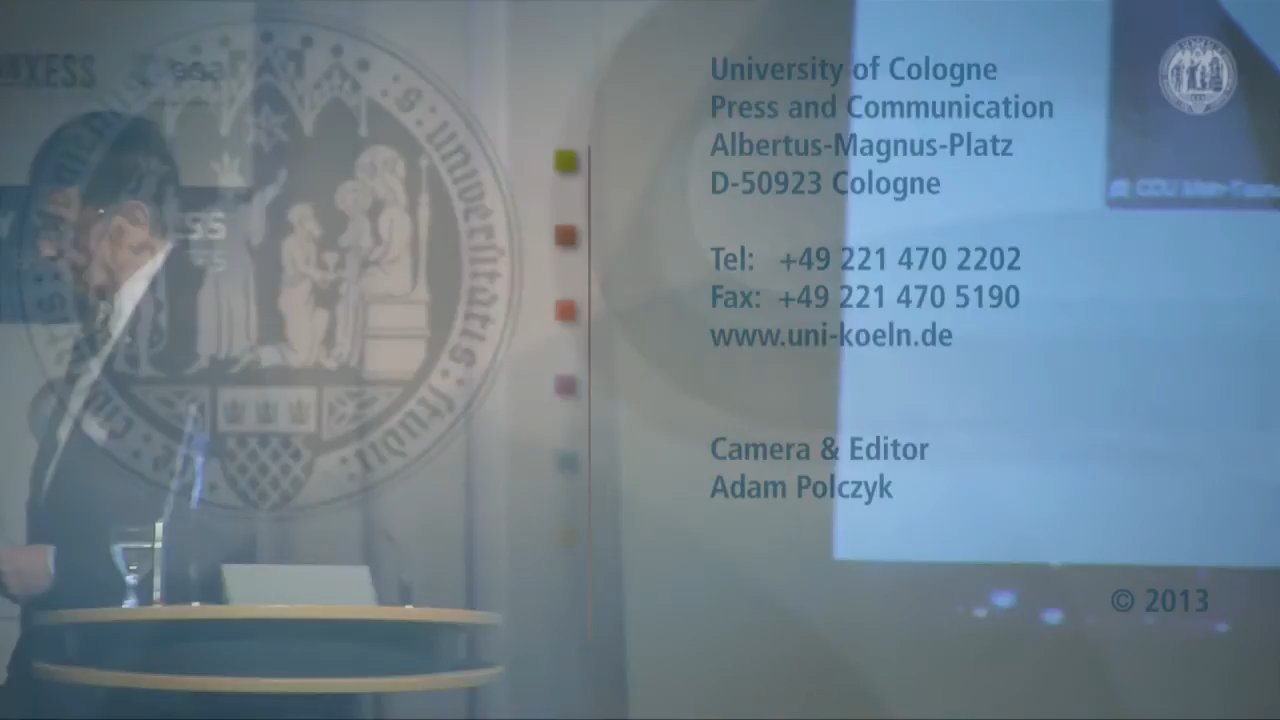 University of Cologne
Press and Communication
Albertus-Magnus-Platz
D-50923 Cologne
Tel: +49 221 470 2202
Fax: +49 221 470 5190
www.uni-koeln.de
Camera & Editor
Adam Polczyk
© 2013